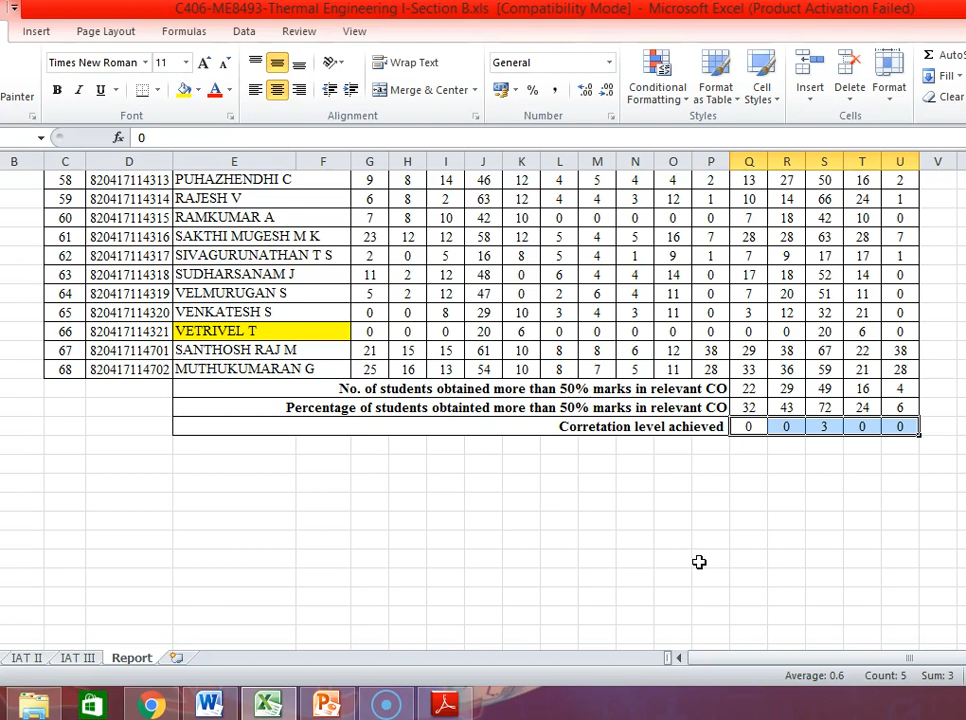 C406-ME8493-Thermal Engineering I-Section B.xls [Compatibility Mode] - Microsoft Excel (Product Activation Failed)
Insert Page Layout Formulas Data Review View
Times New Roman 11 A A Wrap Text General Σ AutoS
Painter B I U A Merge & Center % , Conditional Formatting Format as Table Cell Styles Insert Delete Format Fill Clear
Font Alignment Number Styles Cells
fx 0
B C D E F G H I J K L M N O P Q R S T U V
58 820417114313 PUHAZHENDHI C 9 8 14 46 12 4 5 4 4 2 13 27 50 16 2
59 820417114314 RAJESH V 6 8 2 63 12 4 4 3 12 1 10 14 66 24 1
60 820417114315 RAMKUMAR A 7 8 10 42 10 0 0 0 0 0 7 18 42 10 0
61 820417114316 SAKTHI MUGESH M K 23 12 12 58 12 5 4 5 16 7 28 28 63 28 7
62 820417114317 SIVAGURUNATHAN T S 2 0 5 16 8 5 4 1 9 1 7 9 17 17 1
63 820417114318 SUDHARSANAM J 11 2 12 48 0 6 4 4 14 0 17 18 52 14 0
64 820417114319 VELMURUGAN S 5 2 12 47 0 2 6 4 11 0 7 20 51 11 0
65 820417114320 VENKATESH S 0 0 8 29 10 3 4 3 11 0 3 12 32 21 0
66 820417114321 VETRIVEL T 0 0 0 20 6 0 0 0 0 0 0 0 20 6 0
67 820417114701 SANTHOSH RAJ M 21 15 15 61 10 8 8 6 12 38 29 38 67 22 38
68 820417114702 MUTHUKUMARAN G 25 16 13 54 10 8 7 5 11 28 33 36 59 21 28
No. of students obtained more than 50% marks in relevant CO 22 29 49 16 4
Percentage of students obtainted more than 50% marks in relevant CO 32 43 72 24 6
Corretation level achieved 0 0 3 0 0
IAT II IAT III Report
Average: 0.6 Count: 5 Sum: 3